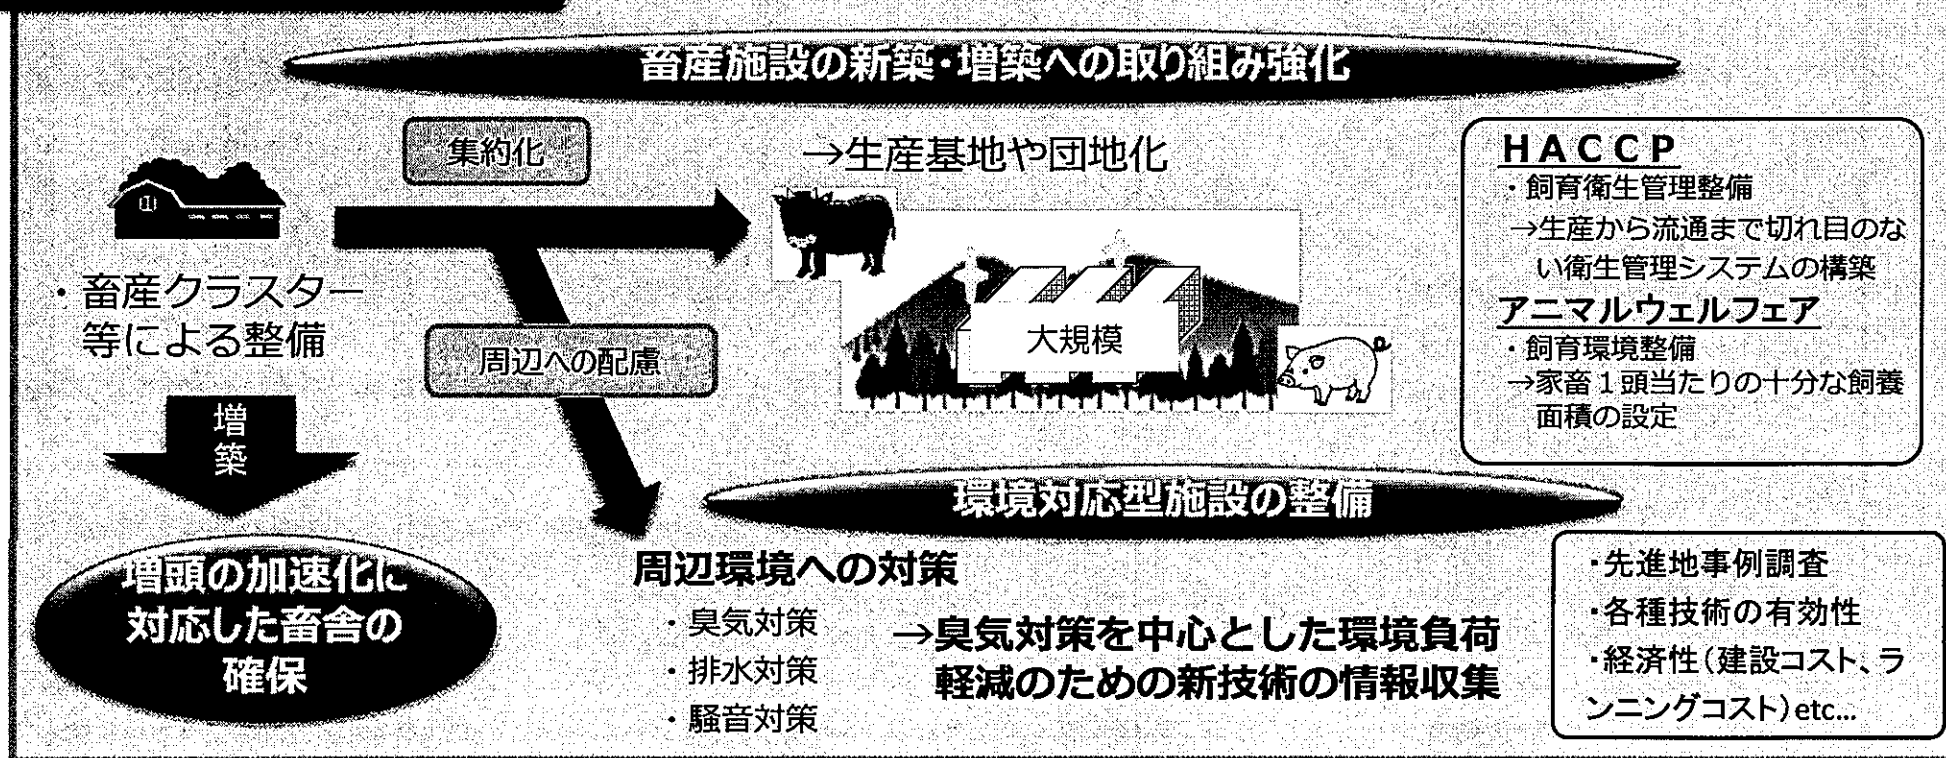 畜産施設の新築・増築への取り組み強化
集約化
→生産基地や団地化
・畜産クラスター
等による整備
周辺への配慮
大規模
HACCP
・飼育衛生管理整備
→生産から流通まで切れ目のな
い衛生管理システムの構築
アニマルウェルフェア
・飼育環境整備
→家畜1頭当たりの十分な飼養
面積の設定
増
築
増頭の加速化に
対応した畜舎の
確保
環境対応型施設の整備
周辺環境への対策
・臭気対策
・排水対策
・騒音対策
→臭気対策を中心とした環境負荷
軽減のための新技術の情報収集
・先進地事例調査
・各種技術の有効性
・経済性(建設コスト、ラ
ンニングコスト)etc...